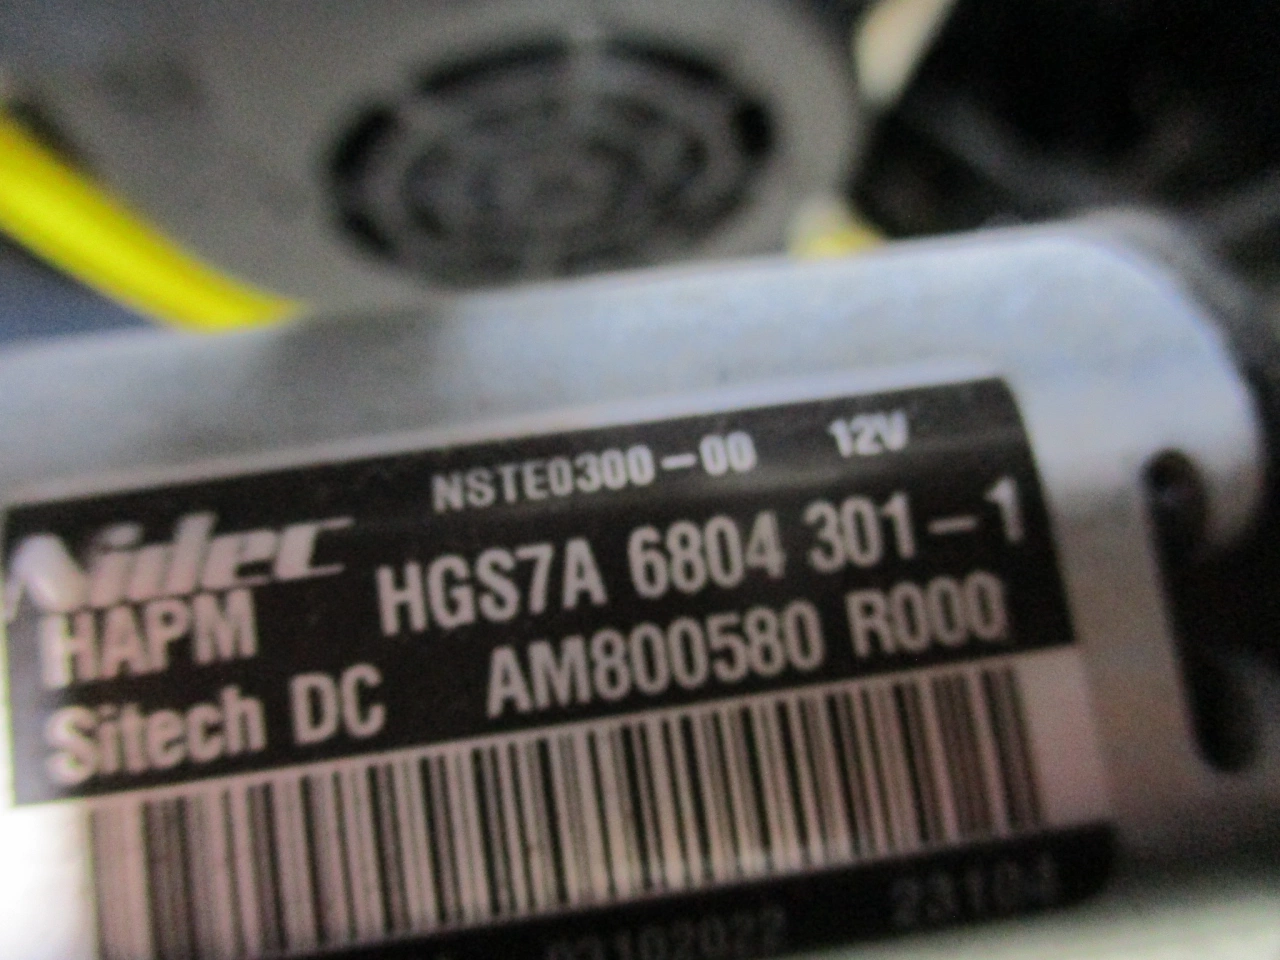 NSTE0300-00 12V
Nidec
HAPM HGS7A 6804 301-1
Sitech DC AM800580 R000